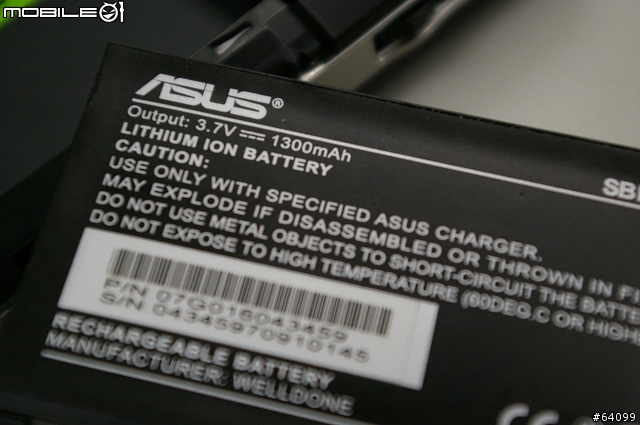 MOBILE01
ASUS®
Output: 3.7V 1300mAh
LITHIUM ION BATTERY
CAUTION:
USE ONLY WITH SPECIFIED ASUS CHARGER.
MAY EXPLODE IF DISASSEMBLED OR THROWN IN
DO NOT USE METAL OBJECTS TO SHORT-CIRCUIT THE
DO NOT EXPOSE TO HIGH TEMPERATURE (60DEG.C OR
P/N 07G016043459
S/N 04345970910145
RECHARGEABLE BATTERY
MANUFACTURER: WELLDONE
#64099